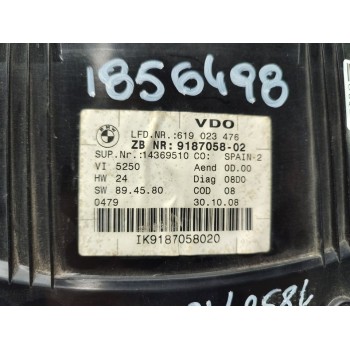 1856498
VDO
LFD.NR.:619 023 476
ZB NR: 9187058-02
SUP.Nr.:14369510 CO: SPAIN-2
VI 5250 Aend 00.00
HW 24 Diag 08D0
SW 89.45.80 COD 08
0479 30.10.08
IK9187058020